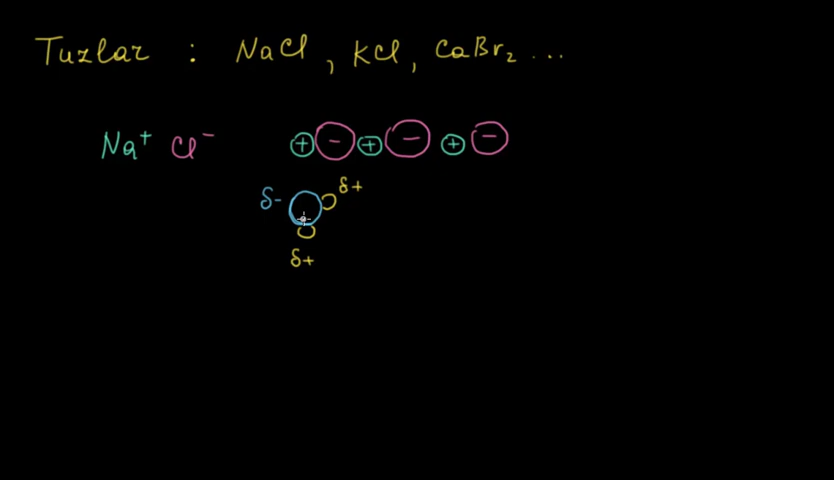 Tuzlar : NaCl, KCl, CaBr₂ ...
Na⁺ Cl⁻ + - + - + -
δ- δ+
δ+